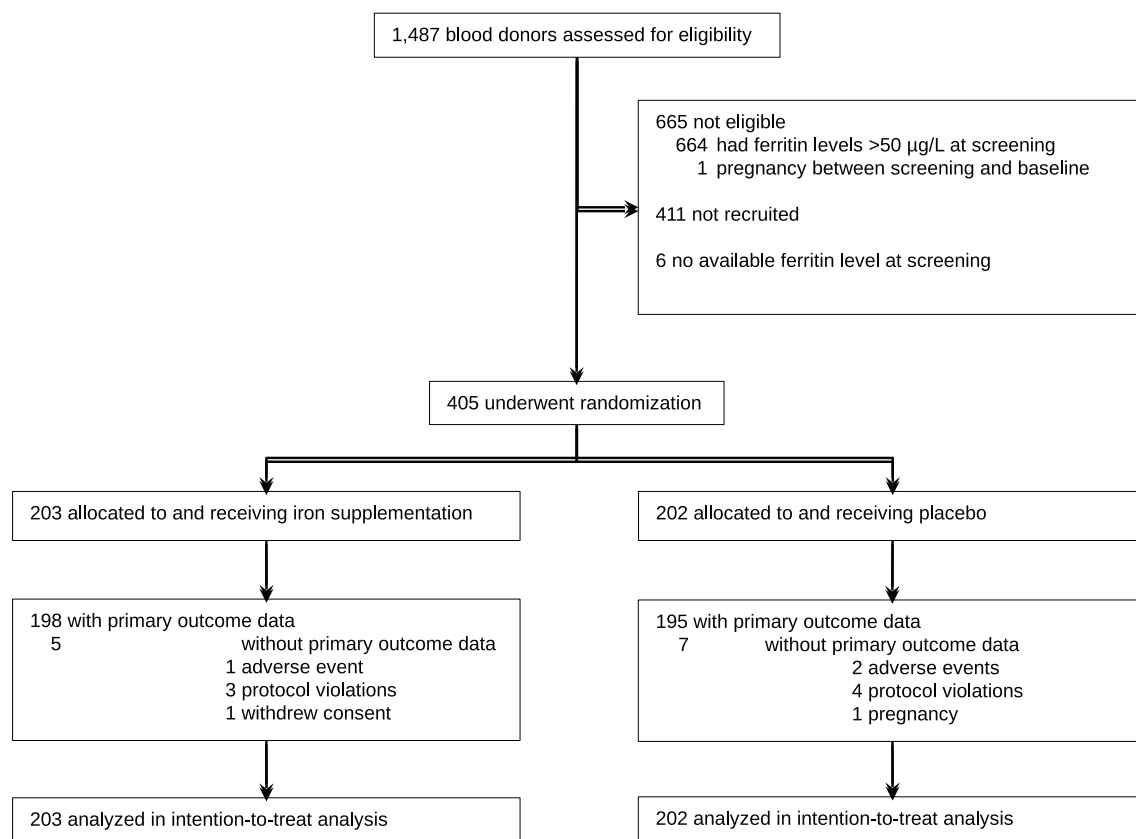 1,487 blood donors assessed for eligibility
665 not eligible
664 had ferritin levels >50 µg/L at screening
1 pregnancy between screening and baseline
411 not recruited
6 no available ferritin level at screening
405 underwent randomization
203 allocated to and receiving iron supplementation
202 allocated to and receiving placebo
198 with primary outcome data
5 without primary outcome data
1 adverse event
3 protocol violations
1 withdrew consent
195 with primary outcome data
7 without primary outcome data
2 adverse events
4 protocol violations
1 pregnancy
203 analyzed in intention-to-treat analysis
202 analyzed in intention-to-treat analysis